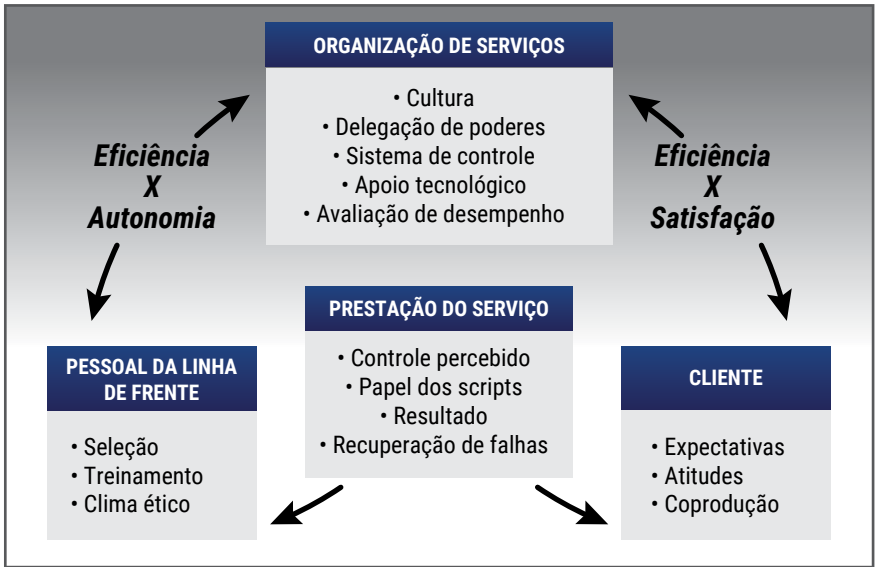 ORGANIZAÇÃO DE SERVIÇOS
• Cultura
• Delegação de poderes
• Sistema de controle
• Apoio tecnológico
• Avaliação de desempenho
Eficiência
X
Autonomia
Eficiência
X
Satisfação
PRESTAÇÃO DO SERVIÇO
• Controle percebido
• Papel dos scripts
• Resultado
• Recuperação de falhas
PESSOAL DA LINHA
DE FRENTE
• Seleção
• Treinamento
• Clima ético
CLIENTE
• Expectativas
• Atitudes
• Coprodução